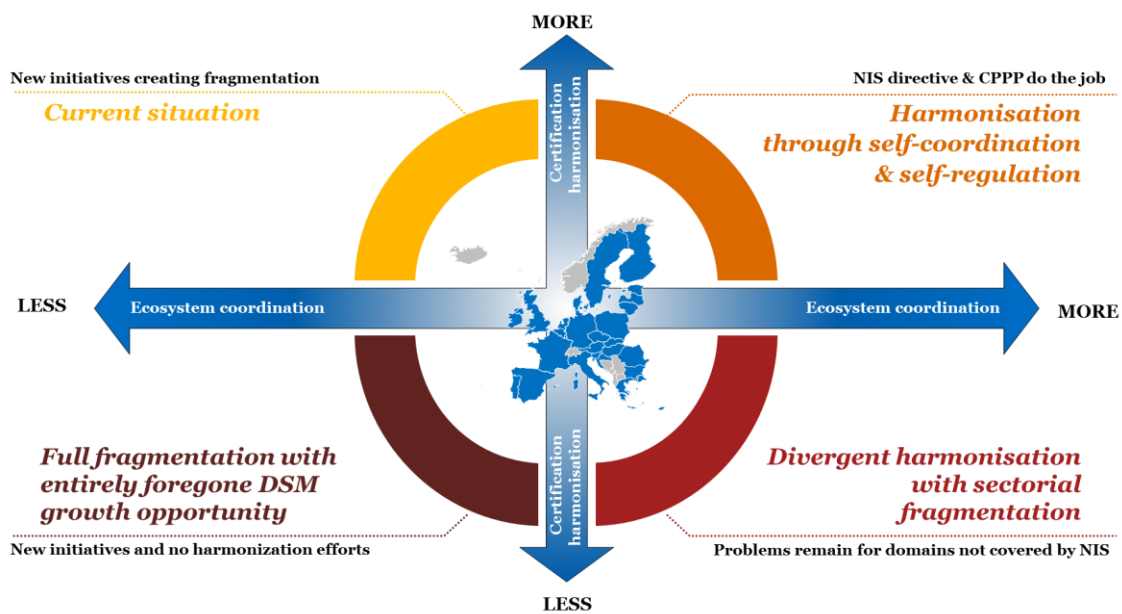 MORE
New initiatives creating fragmentation
Current situation
NIS directive & CPPP do the job
Harmonisation
through self-coordination
& self-regulation
Certification
harmonisation
LESS
Ecosystem coordination
Ecosystem coordination
MORE
Full fragmentation with
entirely foregone DSM
growth opportunity
New initiatives and no harmonization efforts
Certification
harmonisation
Divergent harmonisation
with sectorial
fragmentation
Problems remain for domains not covered by NIS
LESS